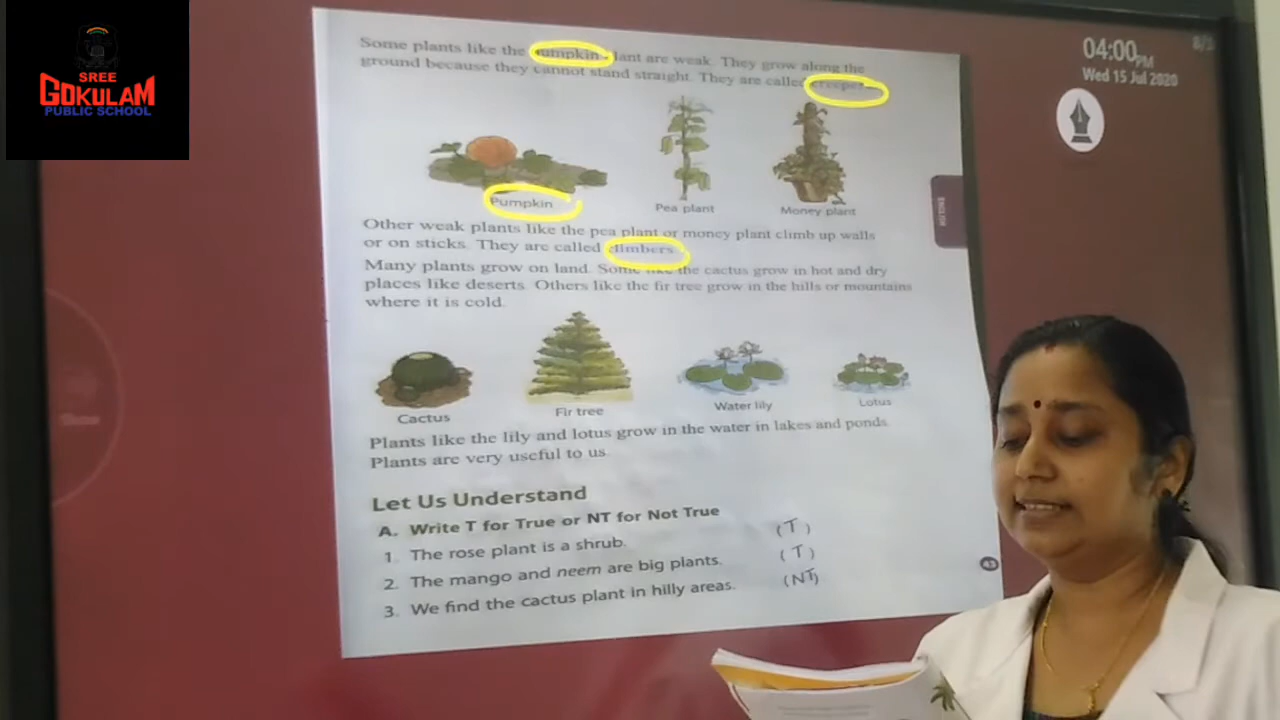 SREE
GOKULAM
PUBLIC SCHOOL
04:00PM
Wed 15 Jul 2020
ENGLISH
Some plants like the pumpkin plant are weak. They grow along the
ground because they cannot stand straight. They are called creepers
Pumpkin
Pea plant
Money plant
Other weak plants like the pea plant or money plant climb up walls
or on sticks. They are called climbers.
Many plants grow on land. Some like the cactus grow in hot and dry
places like deserts. Others like the fir tree grow in the hills or mountains
where it is cold.
Cactus
Fir tree
Water lily
Lotus
Plants like the lily and lotus grow in the water in lakes and ponds.
Plants are very useful to us.
Let Us Understand
A. Write T for True or NT for Not True
1. The rose plant is a shrub. (T)
2. The mango and neem are big plants. (T)
3. We find the cactus plant in hilly areas. (NT)
43